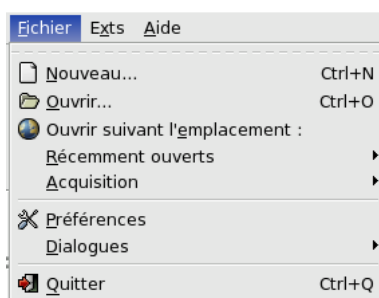 Fichier Exts Aide
Nouveau... Ctrl+N
Ouvrir... Ctrl+O
Ouvrir suivant l'emplacement :
Récemment ouverts
Acquisition
Préférences
Dialogues
Quitter Ctrl+Q